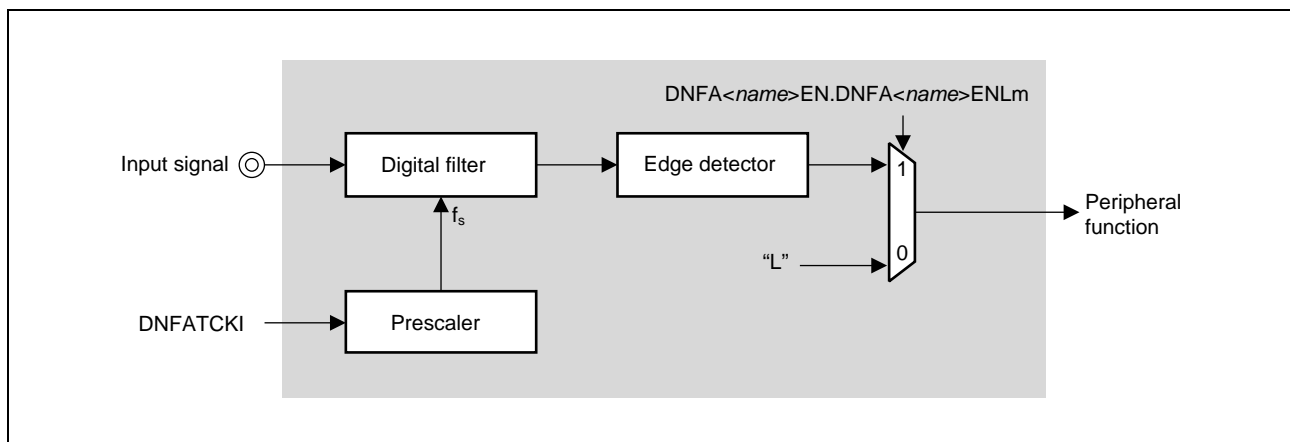 DNFA<name>EN.DNFA<name>ENLm
Input signal
Digital filter
Edge detector
1
fs
Peripheral
function
“L”
0
DNFATCKI
Prescaler